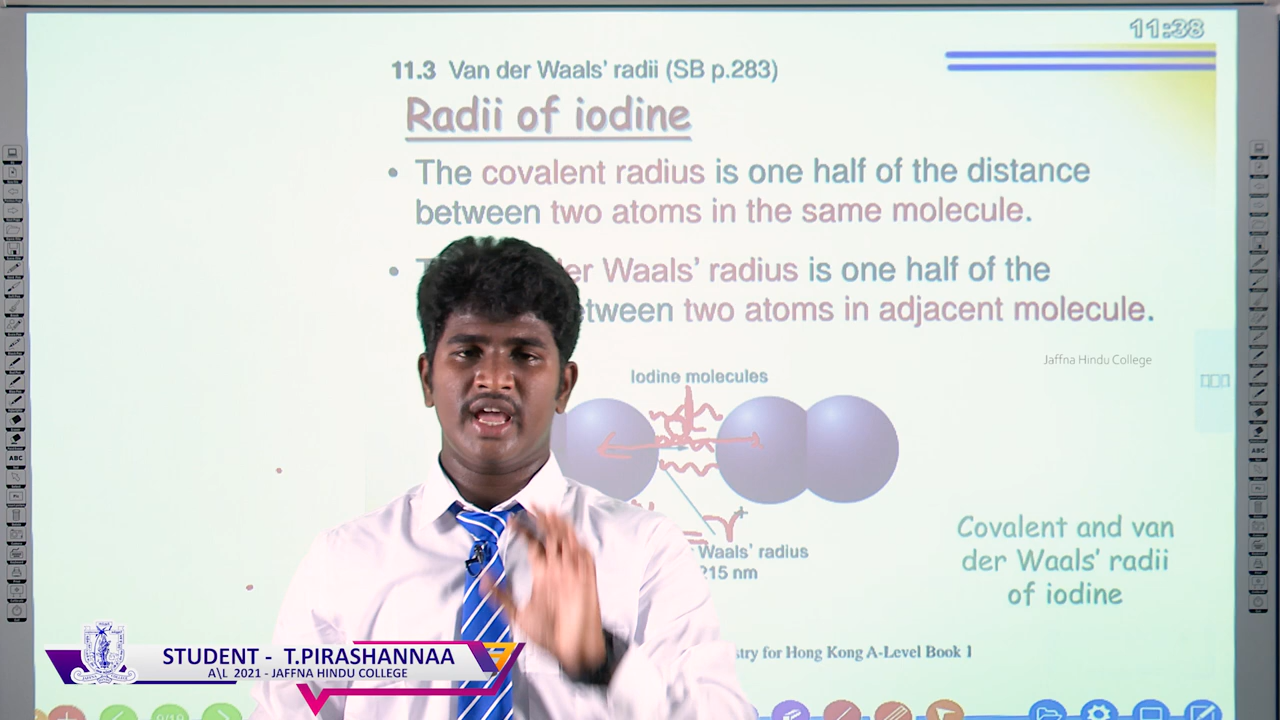 11:38
11.3 Van der Waals’ radii (SB p.283)
Radii of iodine
• The covalent radius is one half of the distance
between two atoms in the same molecule.
• der Waals’ radius is one half of the
between two atoms in adjacent molecule.
Jaffna Hindu College
Iodine molecules
Waals’ radius
215 nm
Covalent and van
der Waals’ radii
of iodine
for Hong Kong A-Level Book 1
STUDENT - T.PIRASHANNAA
A\L 2021 - JAFFNA HINDU COLLEGE
ABC
ABC